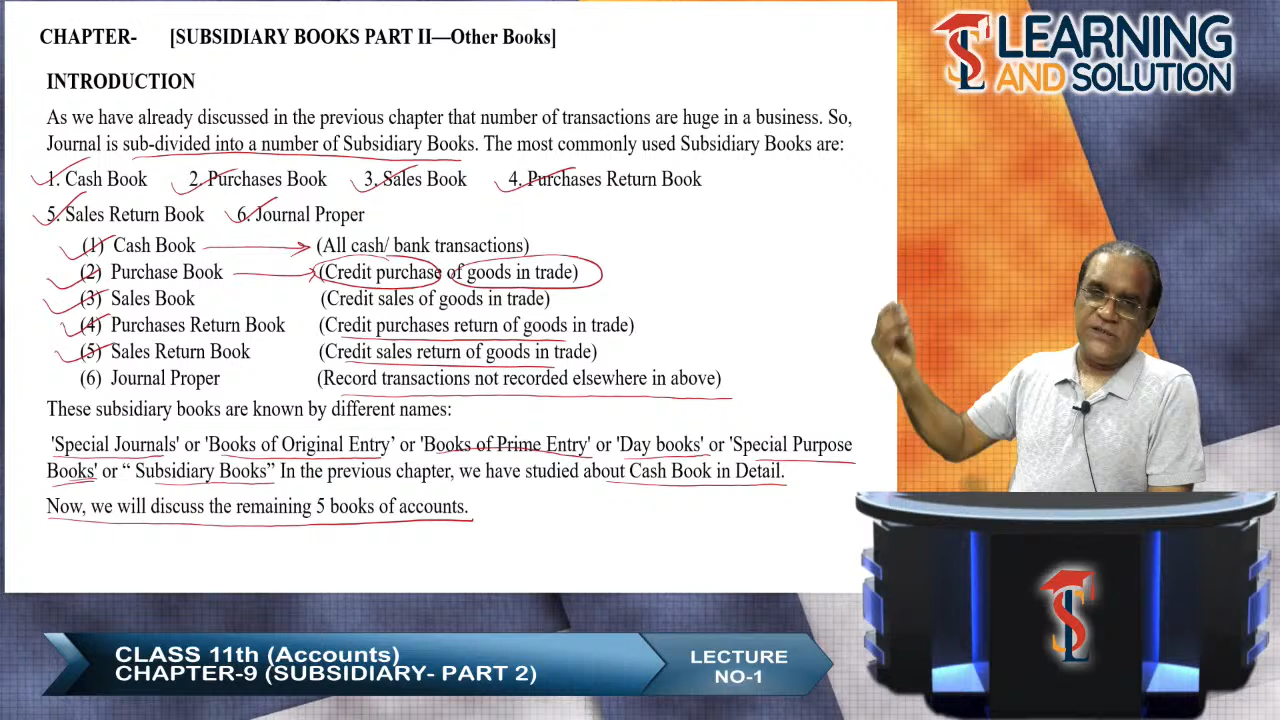 CHAPTER- [SUBSIDIARY BOOKS PART II—Other Books]
INTRODUCTION
As we have already discussed in the previous chapter that number of transactions are huge in a business. So,
Journal is sub-divided into a number of Subsidiary Books. The most commonly used Subsidiary Books are:
1. Cash Book 2. Purchases Book 3. Sales Book 4. Purchases Return Book
5. Sales Return Book 6. Journal Proper
(1) Cash Book (All cash/ bank transactions)
(2) Purchase Book (Credit purchase of goods in trade)
(3) Sales Book (Credit sales of goods in trade)
(4) Purchases Return Book (Credit purchases return of goods in trade)
(5) Sales Return Book (Credit sales return of goods in trade)
(6) Journal Proper (Record transactions not recorded elsewhere in above)
These subsidiary books are known by different names:
'Special Journals' or 'Books of Original Entry’ or 'Books of Prime Entry' or 'Day books' or 'Special Purpose
Books' or “ Subsidiary Books” In the previous chapter, we have studied about Cash Book in Detail.
Now, we will discuss the remaining 5 books of accounts.
SL LEARNING
AND SOLUTION
SL
CLASS 11th (Accounts)
CHAPTER-9 (SUBSIDIARY- PART 2)
LECTURE
NO-1